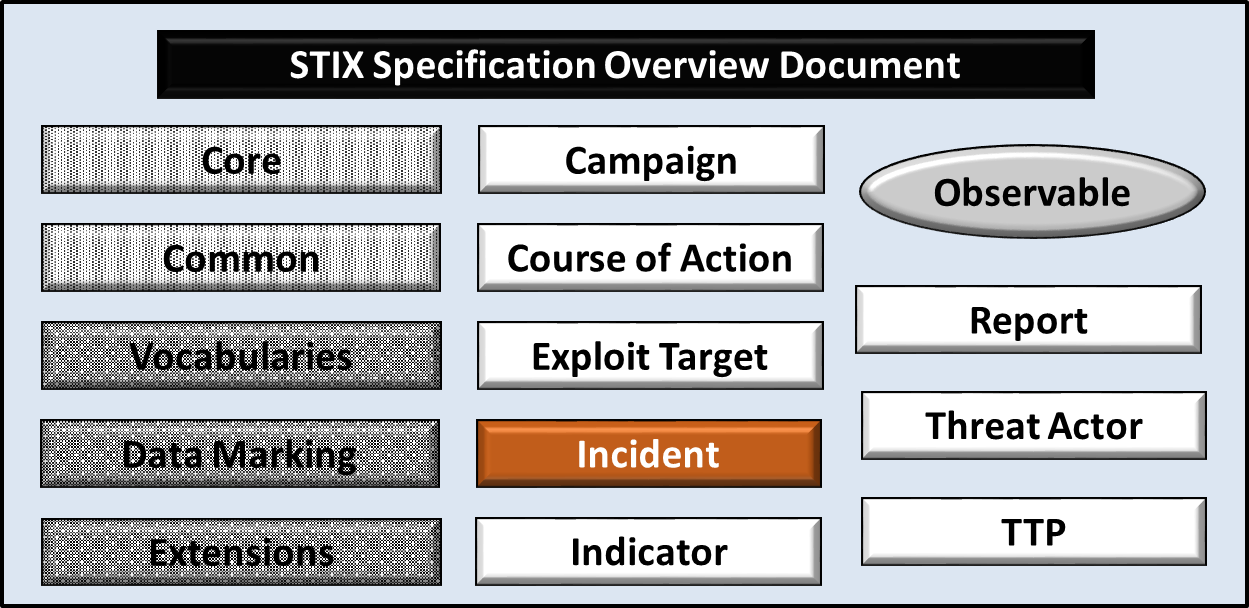 STIX Specification Overview Document
Core
Common
Vocabularies
Data Marking
Extensions
Campaign
Course of Action
Exploit Target
Incident
Indicator
Observable
Report
Threat Actor
TTP